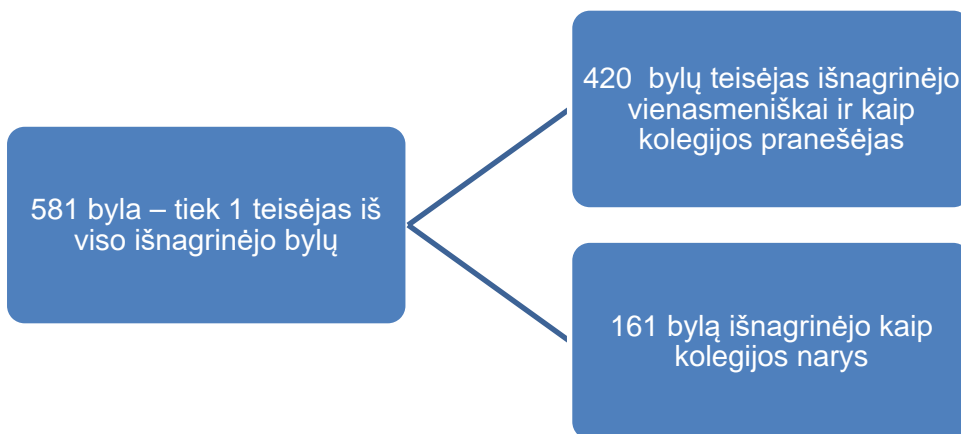 581 byla – tiek 1 teisėjas iš
viso išnagrinėjo bylų
420  bylų teisėjas išnagrinėjo
vienasmeniškai ir kaip
kolegijos pranešėjas
161 bylą išnagrinėjo kaip
kolegijos narys